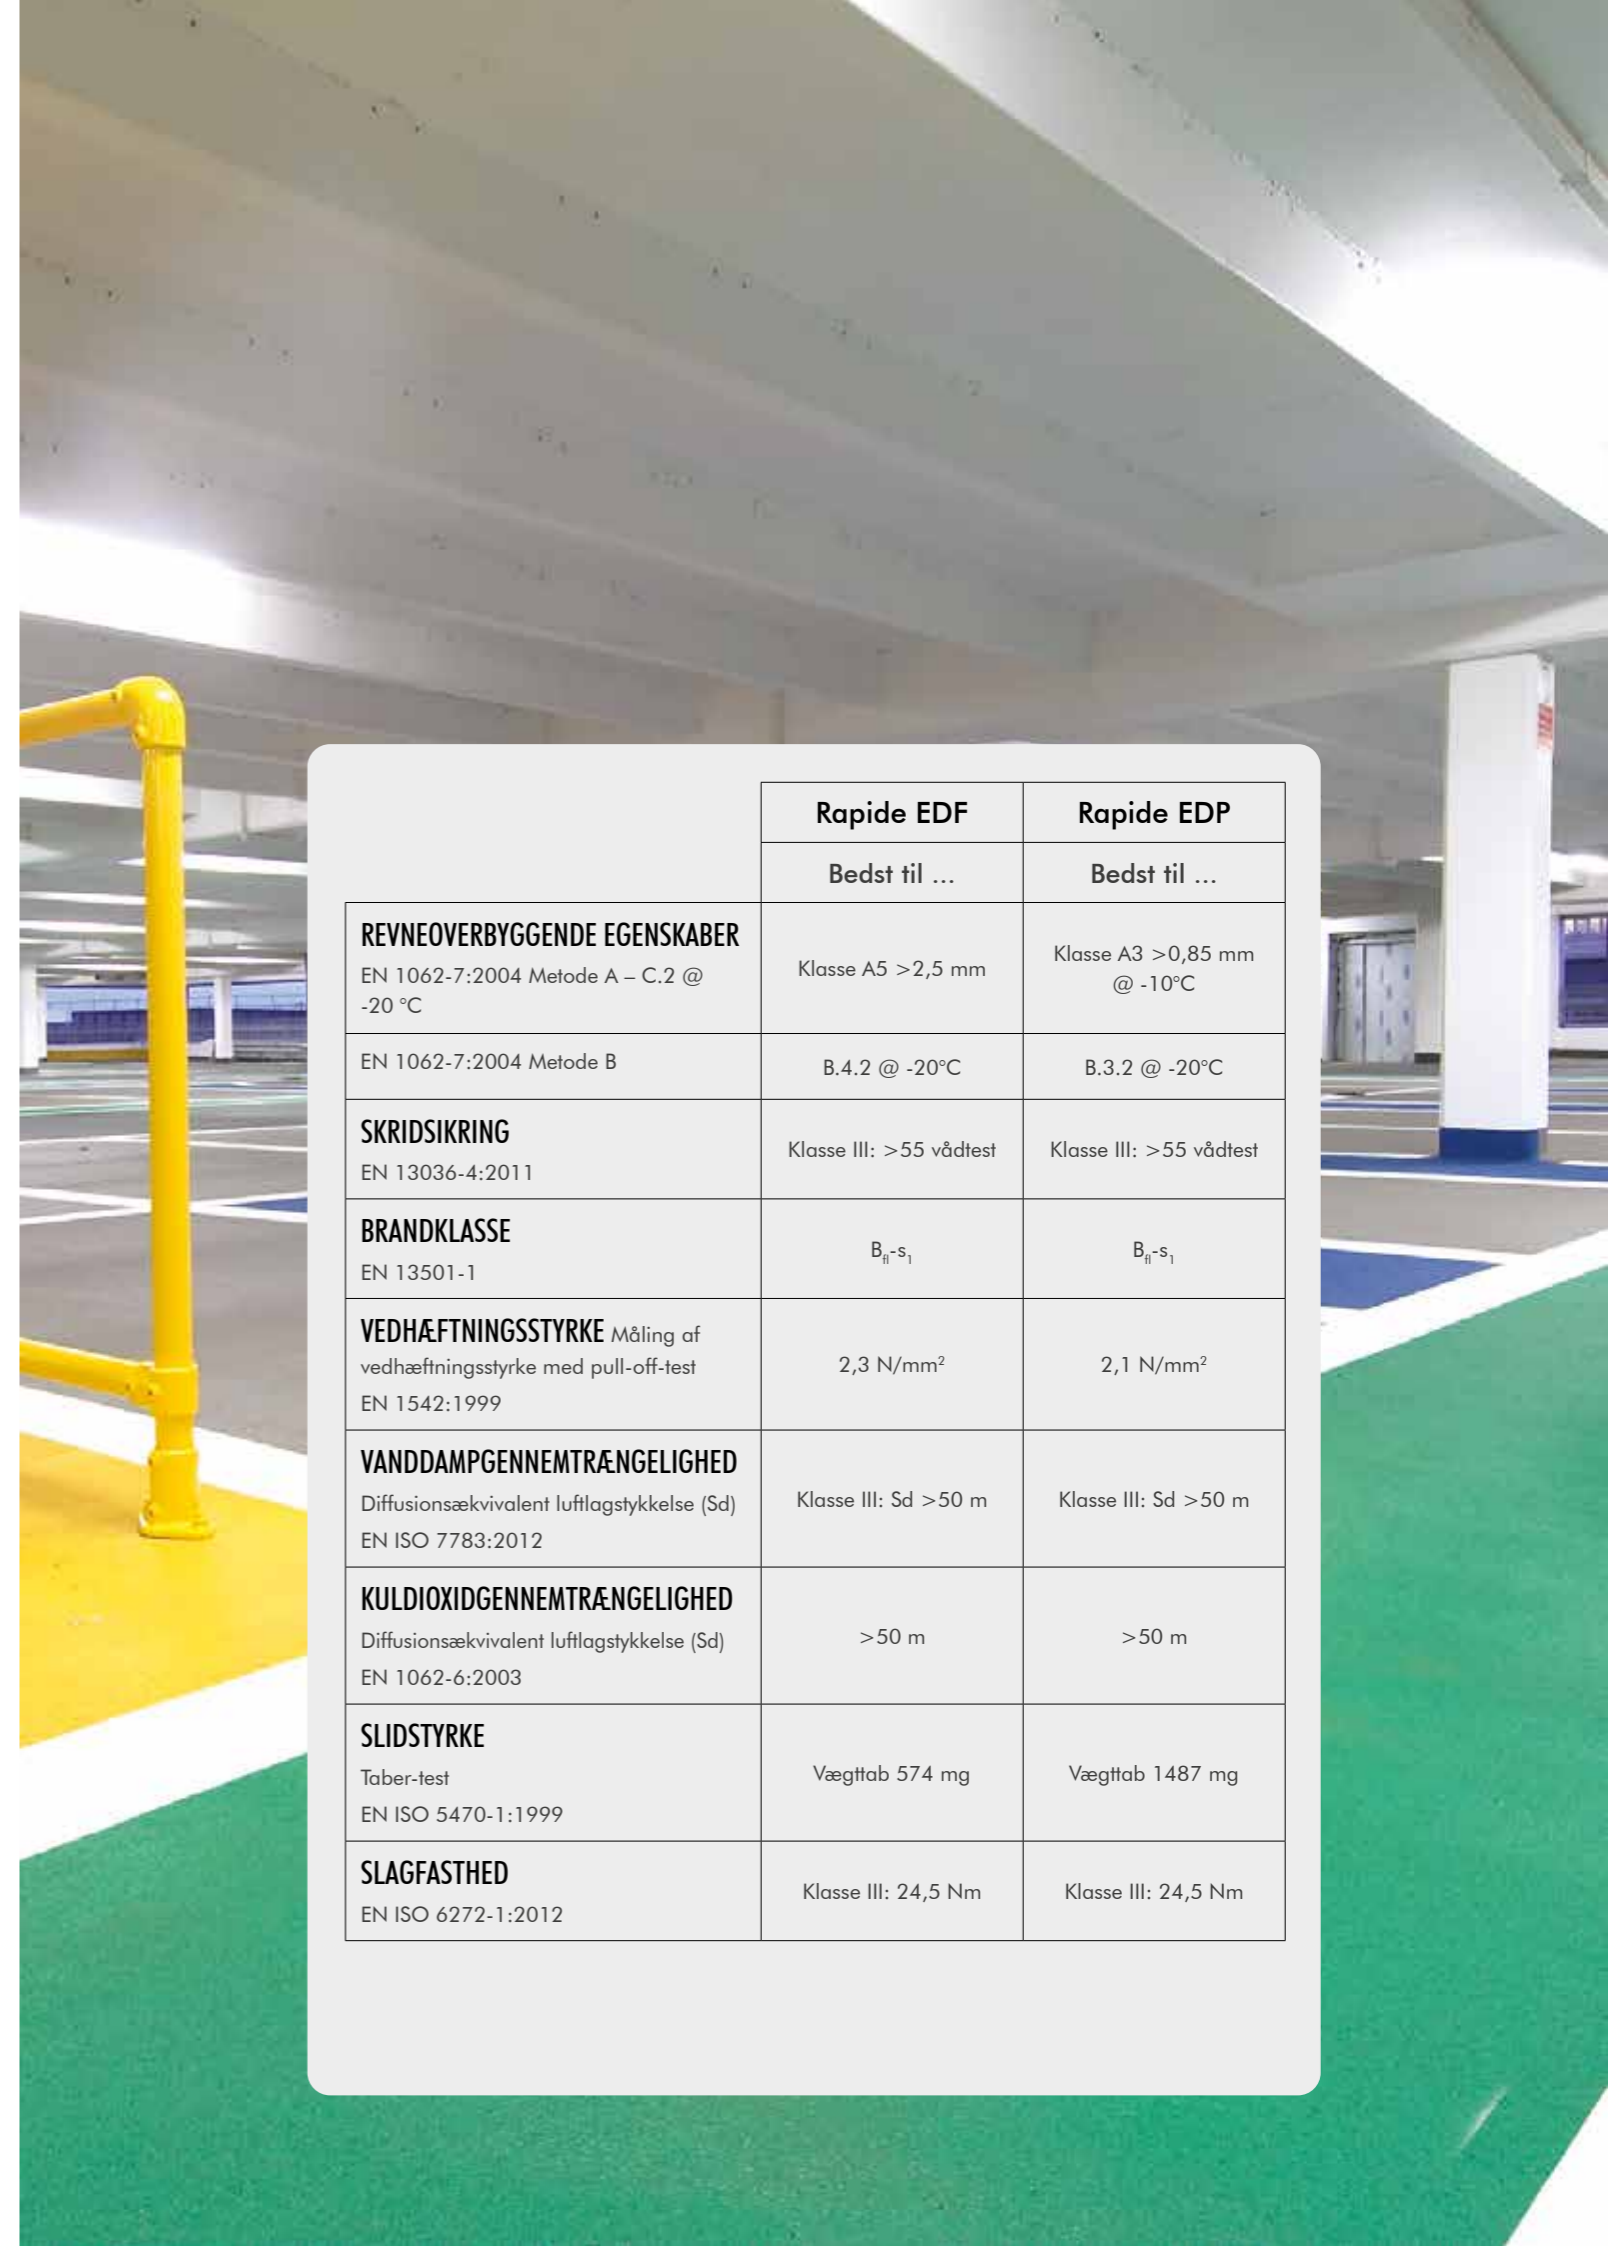 Rapide EDF Rapide EDP
Bedst til ... Bedst til ...
REVNEOVERBYGGENDE EGENSKABER
EN 1062-7:2004 Metode A – C.2 @
-20 °C
Klasse A5 >2,5 mm
Klasse A3 >0,85 mm
@ -10°C
EN 1062-7:2004 Metode B
B.4.2 @ -20°C B.3.2 @ -20°C
SKRIDSIKRING
EN 13036-4:2011
Klasse III: >55 vådtest Klasse III: >55 vådtest
BRANDKLASSE
EN 13501-1
Bfl-s1 Bfl-s1
VEDHÆFTNINGSSTYRKE Måling af
vedhæftningsstyrke med pull-off-test
EN 1542:1999
2,3 N/mm² 2,1 N/mm²
VANDDAMPGENNEMTRÆNGELIGHED
Diffusionsækvivalent luftlagstykkelse (Sd)
EN ISO 7783:2012
Klasse III: Sd >50 m Klasse III: Sd >50 m
KULDIOXIDGENNEMTRÆNGELIGHED
Diffusionsækvivalent luftlagstykkelse (Sd)
EN 1062-6:2003
>50 m >50 m
SLIDSTYRKE
Taber-test
EN ISO 5470-1:1999
Vægttab 574 mg Vægttab 1487 mg
SLAGFASTHED
EN ISO 6272-1:2012
Klasse III: 24,5 Nm Klasse III: 24,5 Nm